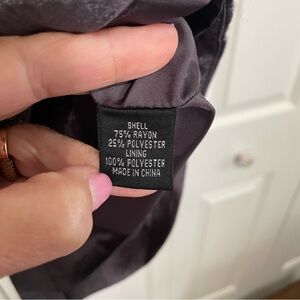 SHELL
75% RAYON
25% POLYESTER
LINING
100% POLYESTER
MADE IN CHINA